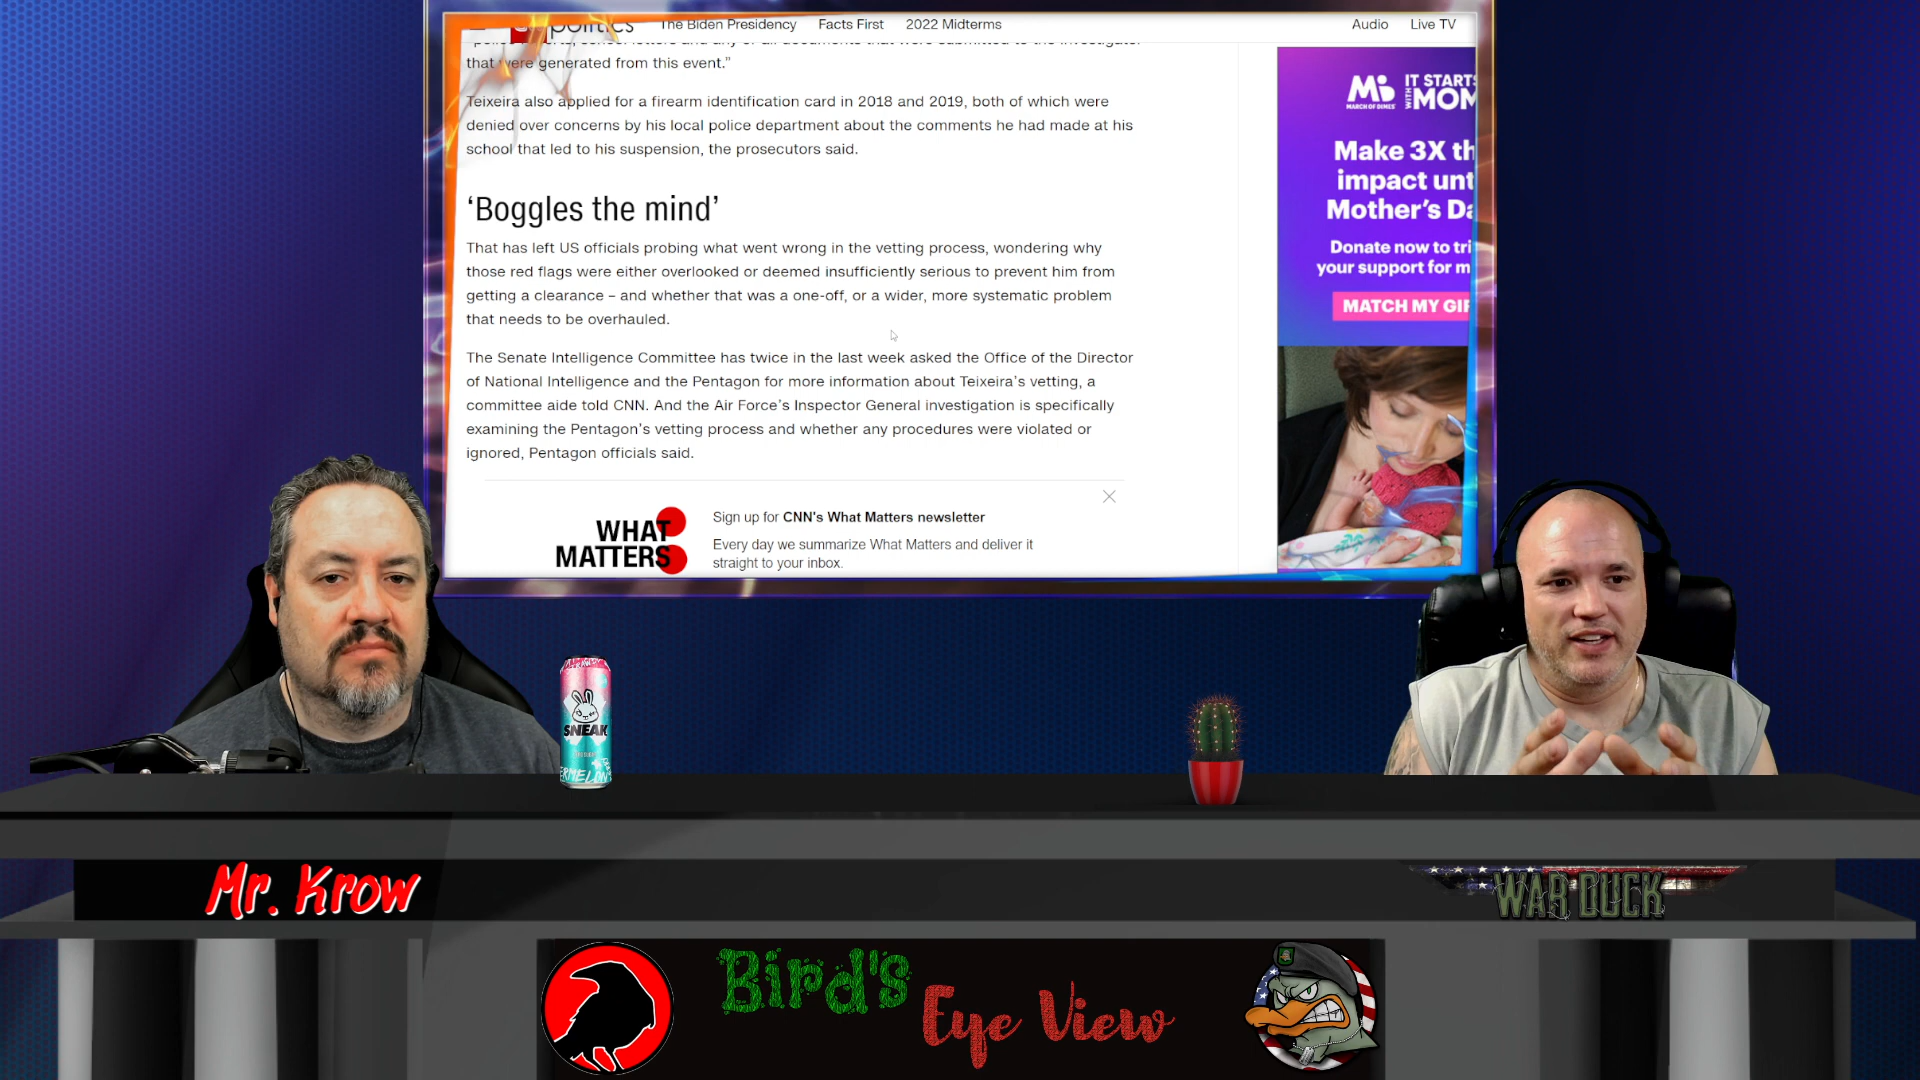 politics
The Biden Presidency
Facts First
2022 Midterms
Audio
Live TV
that were generated from this event.”
Teixeira also applied for a firearm identification card in 2018 and 2019, both of which were
denied over concerns by his local police department about the comments he had made at his
school that led to his suspension, the prosecutors said.
‘Boggles the mind’
That has left US officials probing what went wrong in the vetting process, wondering why
those red flags were either overlooked or deemed insufficiently serious to prevent him from
getting a clearance – and whether that was a one-off, or a wider, more systematic problem
that needs to be overhauled.
The Senate Intelligence Committee has twice in the last week asked the Office of the Director
of National Intelligence and the Pentagon for more information about Teixeira’s vetting, a
committee aide told CNN. And the Air Force’s Inspector General investigation is specifically
examining the Pentagon’s vetting process and whether any procedures were violated or
ignored, Pentagon officials said.
WHAT
MATTERS
Sign up for CNN's What Matters newsletter
Every day we summarize What Matters and deliver it
straight to your inbox.
MARCH OF DIMES
IT STARTS
WITH MOM
Make 3X th
impact unt
Mother’s Da
Donate now to tri
your support for m
MATCH MY GIF
SNEAK
ERMELON
Mr. Krow
WAR DUCK
Bird's
Eye View